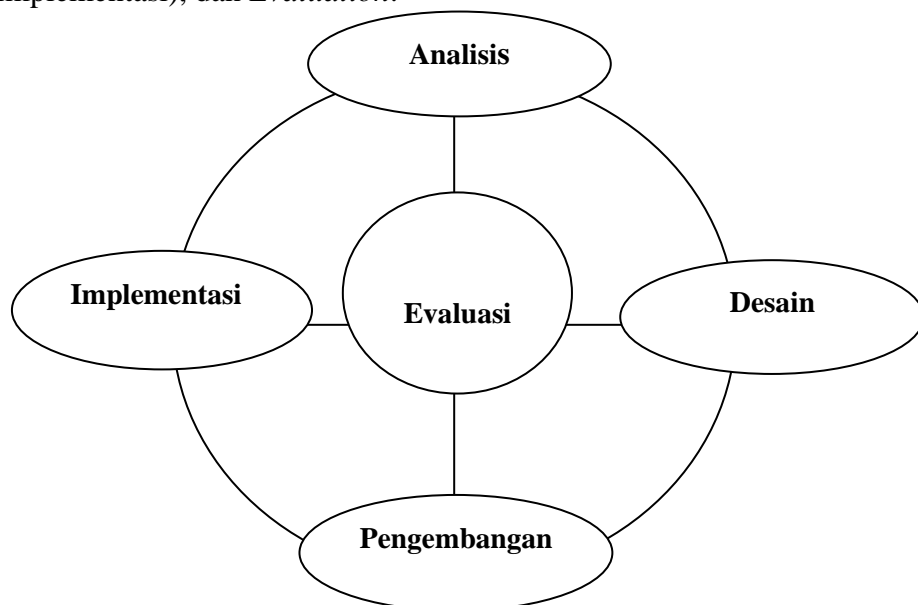 implementasi), dan Evaluation.
Analisis
Implementasi
Evaluasi
Desain
Pengembangan